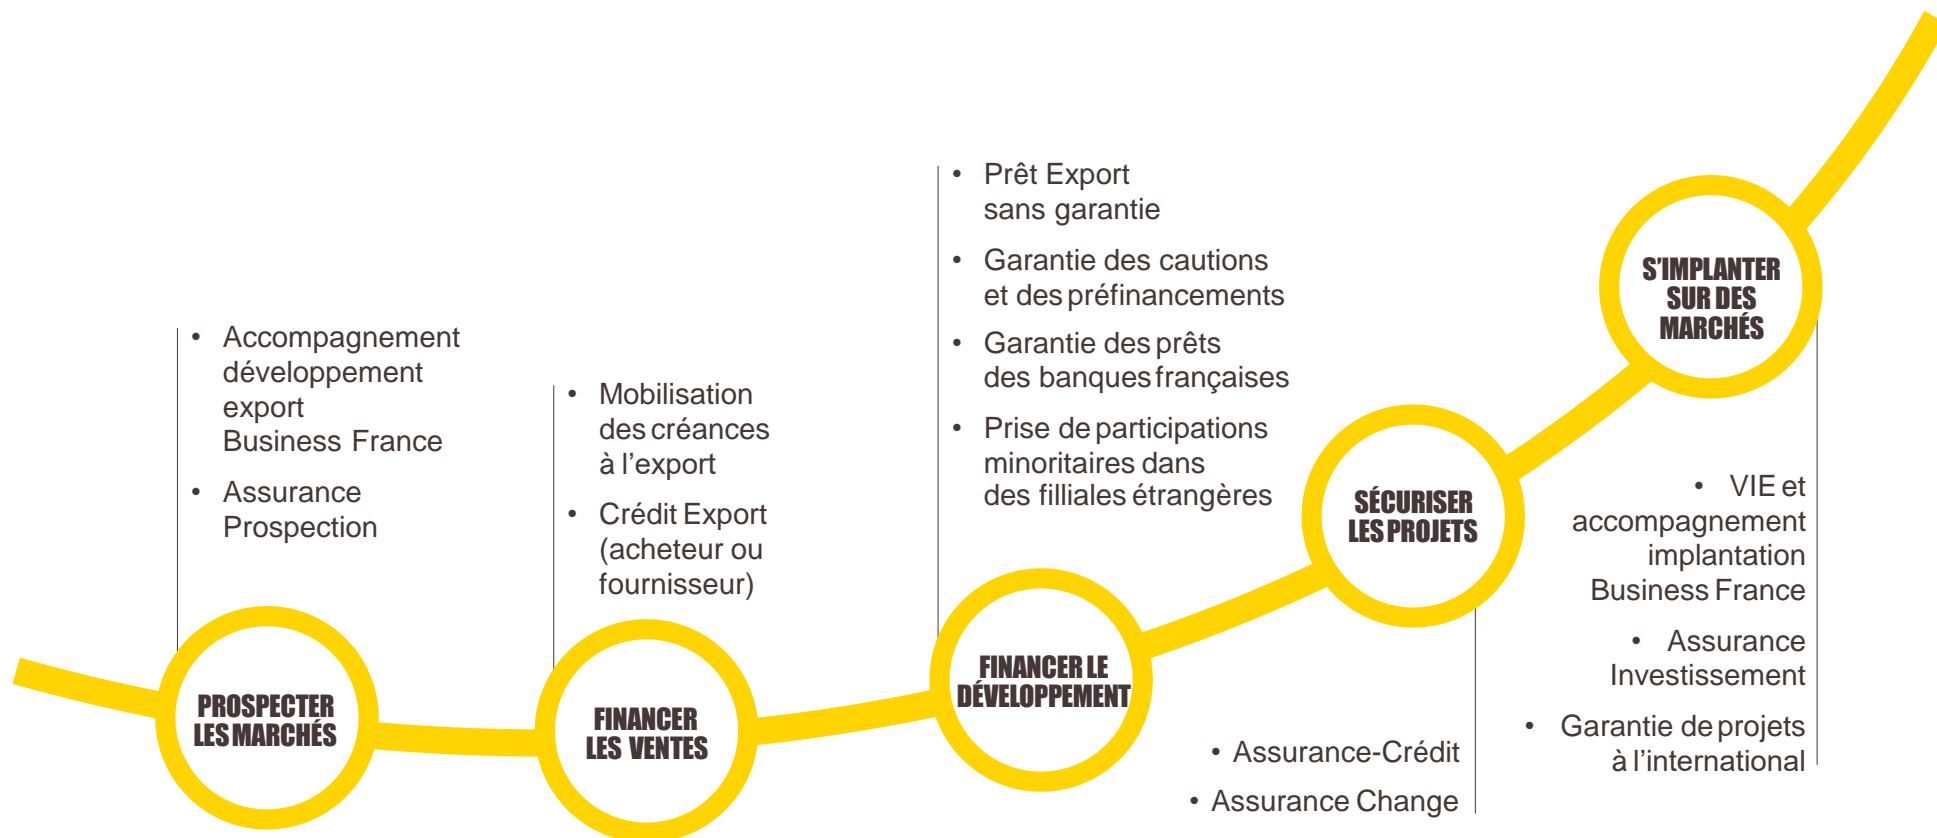 • Accompagnement
développement
export
Business France
• Assurance
Prospection
PROSPECTER
LES MARCHÉS
• Mobilisation
des créances
à l’export
• Crédit Export
(acheteur ou
fournisseur)
FINANCER
LES VENTES
• Prêt Export
sans garantie
• Garantie des cautions
et des préfinancements
• Garantie des prêts
des banques françaises
• Prise de participations
minoritaires dans
des filliales étrangères
FINANCER LE
DÉVELOPPEMENT
SÉCURISER
LES PROJETS
• Assurance-Crédit
• Assurance Change
S’IMPLANTER
SUR DES
MARCHÉS
• VIE et
accompagnement
implantation
Business France
• Assurance
Investissement
• Garantie de projets
à l’international